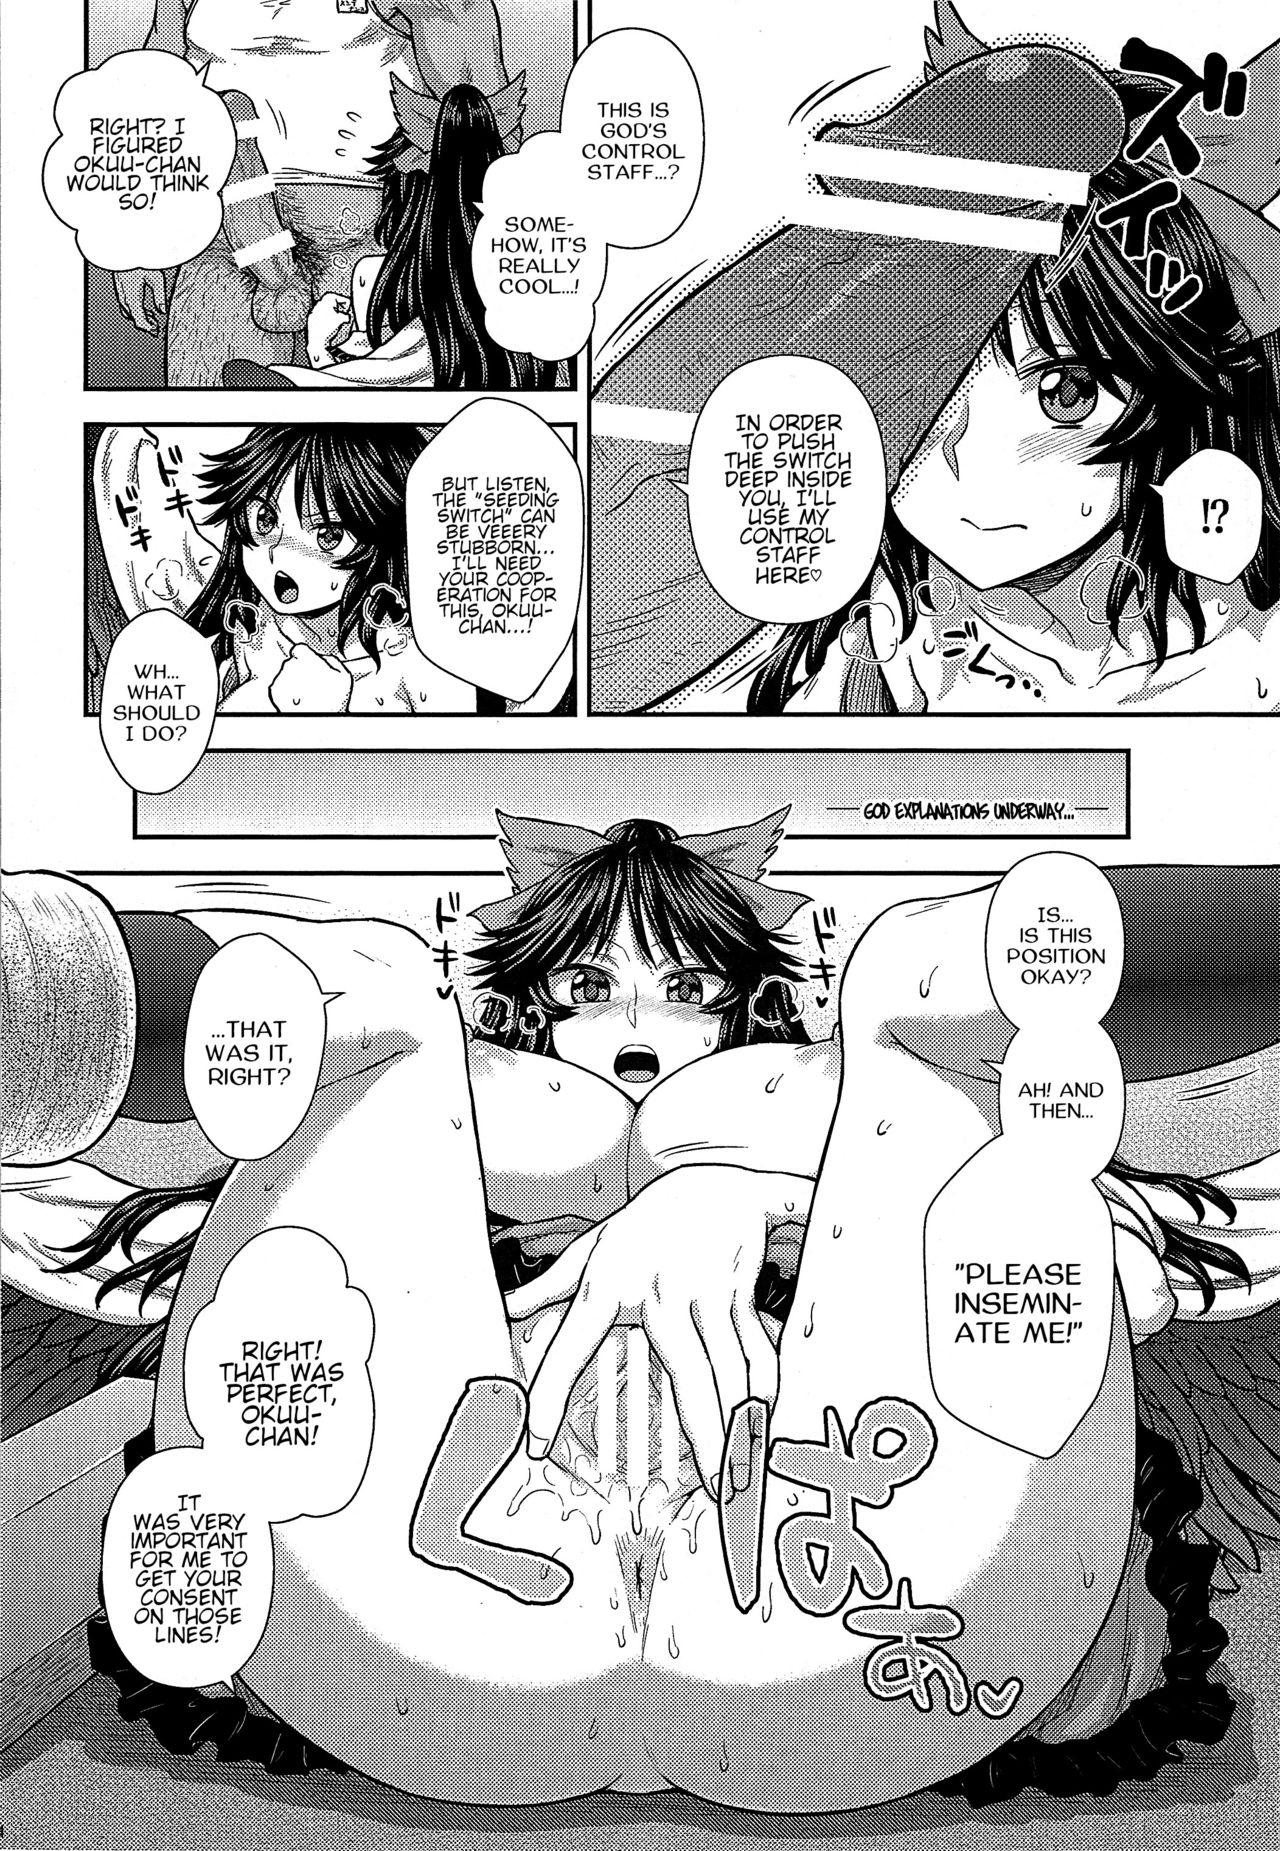 ズイッ
IN ORDER
TO PUSH
THE SWITCH
DEEP INSIDE
YOU, I'LL
USE MY
CONTROL
STAFF
HERE♡
!?
THIS IS
GOD'S
CONTROL
STAFF...?
SOME-
HOW, IT'S
REALLY
COOL...!
RIGHT? I
FIGURED
OKUU-CHAN
WOULD THINK
SO!
BUT LISTEN,
THE "SEEDING
SWITCH" CAN
BE VEEERY
STUBBORN...
I'LL NEED
YOUR COOP-
ERATION FOR
THIS, OKUU-
CHAN...!
ドキ
ドキ
WH...
WHAT
SHOULD
I DO?
GOD EXPLANATIONS UNDERWAY...
IS...
IS THIS
POSITION
OKAY?
AH! AND
THEN...
"PLEASE
INSEMIN-
ATE ME!"
ドキ
ドキ
くぱぁ♥
...THAT
WAS IT,
RIGHT?
RIGHT!
THAT WAS
PERFECT,
OKUU-
CHAN!
IT
WAS VERY
IMPORTANT
FOR ME TO
GET YOUR
CONSENT
ON THOSE
LINES!